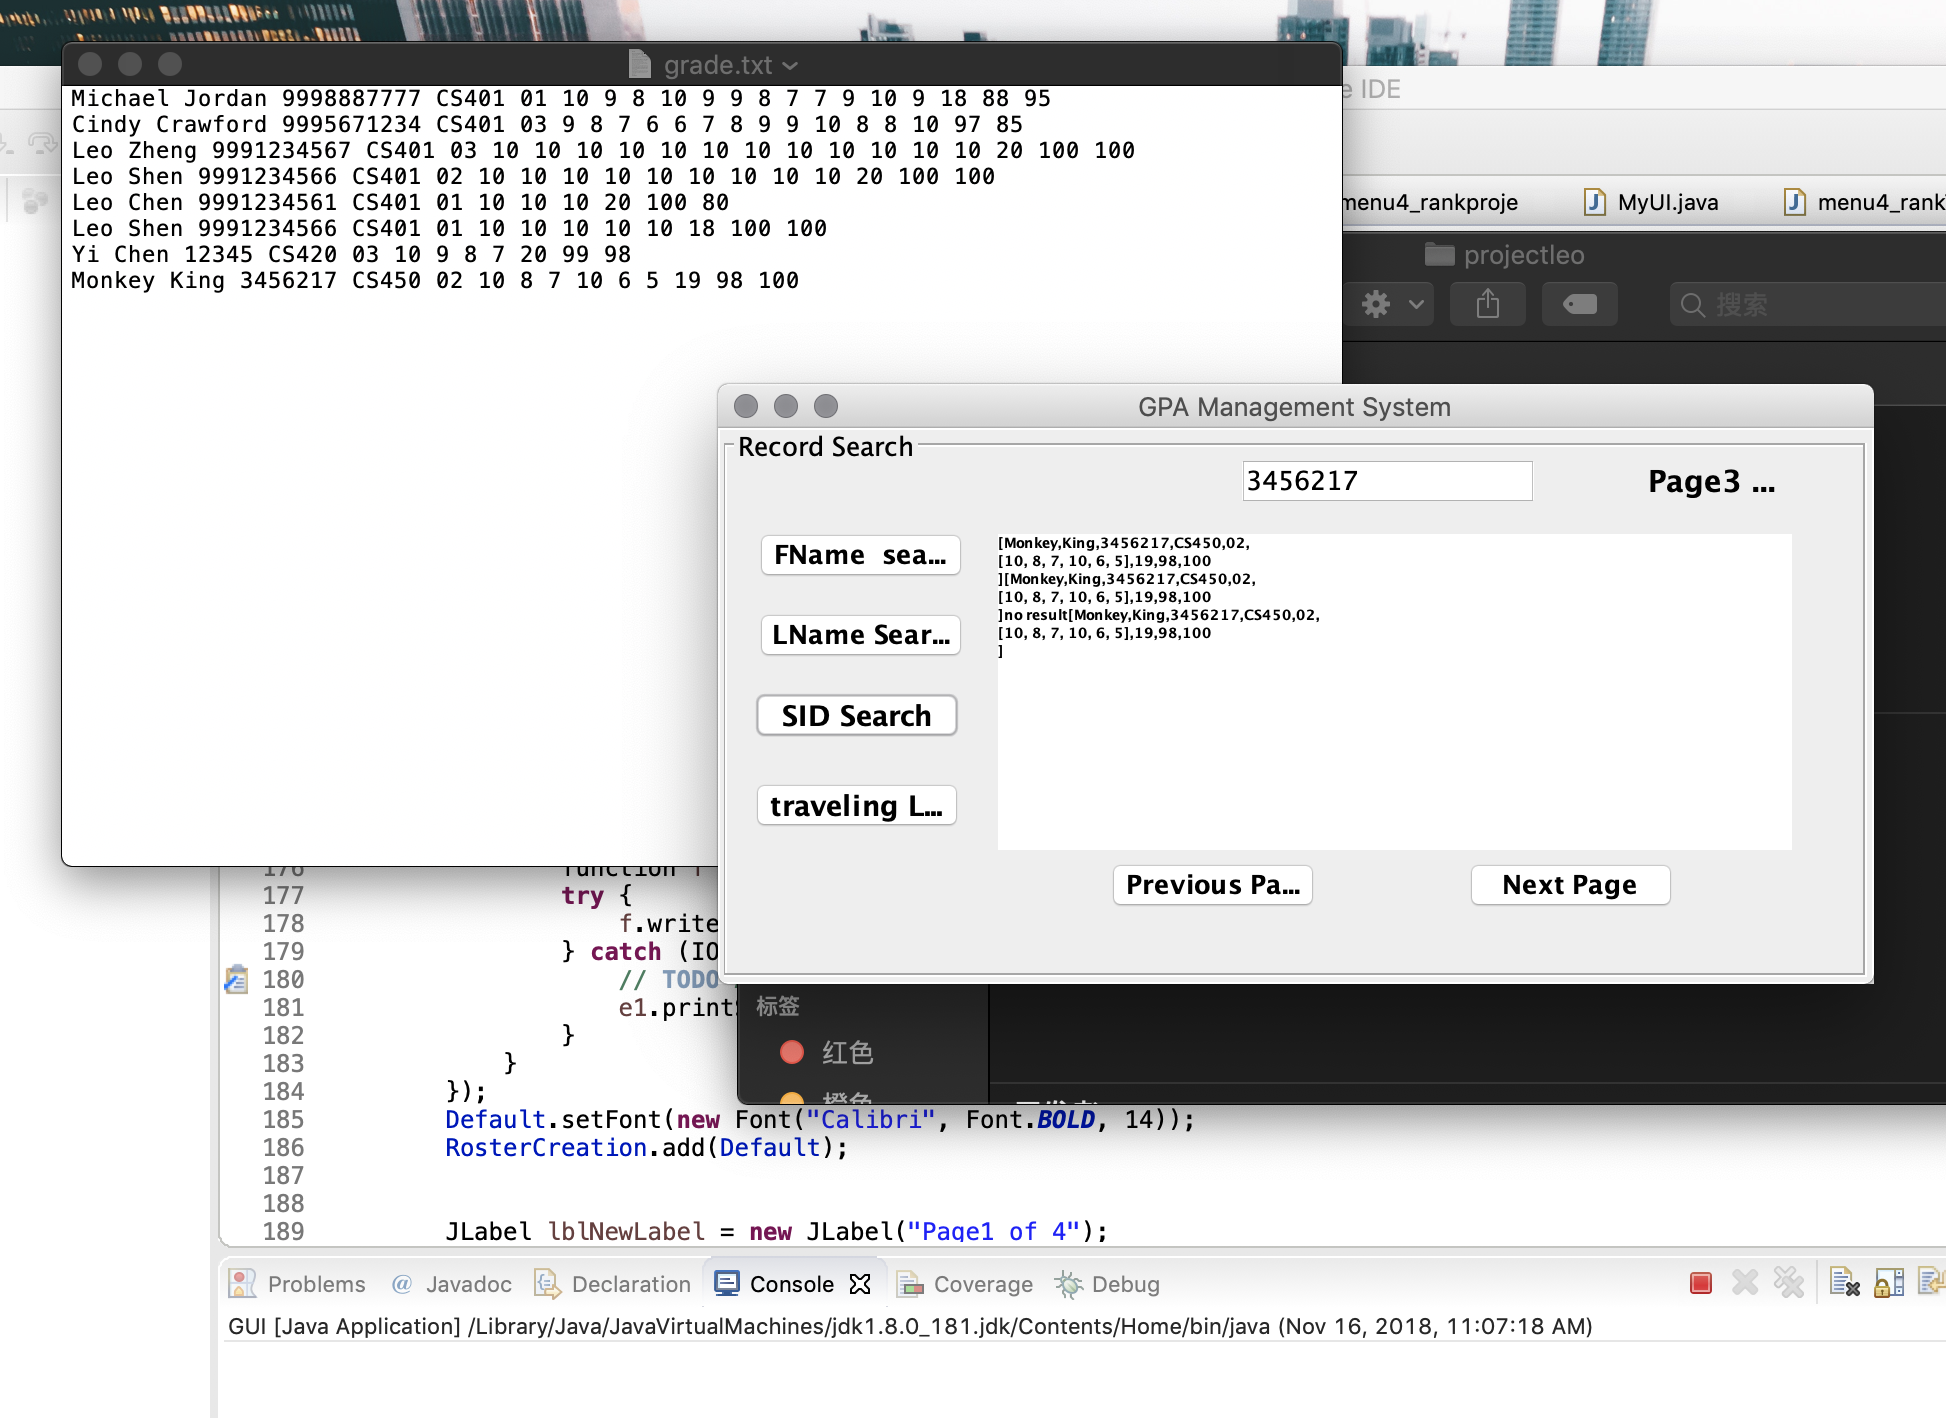 grade.txt
Michael Jordan 9998887777 CS401 01 10 9 8 10 9 9 8 7 7 9 10 9 18 88 95
Cindy Crawford 9995671234 CS401 03 9 8 7 6 6 7 8 9 9 10 8 8 10 97 85
Leo Zheng 9991234567 CS401 03 10 10 10 10 10 10 10 10 10 10 10 10 20 100 100
Leo Shen 9991234566 CS401 02 10 10 10 10 10 10 10 10 10 20 100 100
Leo Chen 9991234561 CS401 01 10 10 10 20 100 80
Leo Shen 9991234566 CS401 01 10 10 10 10 10 18 100 100
Yi Chen 12345 CS420 03 10 9 8 7 20 99 98
Monkey King 3456217 CS450 02 10 8 7 10 6 5 19 98 100
IDE
menu4_rankproje MyUI.java menu4_rank
projectleo
搜索
GPA Management System
Record Search
3456217 Page3 ...
FName sea...
LName Sear...
SID Search
traveling L...
[Monkey,King,3456217,CS450,02,
[10, 8, 7, 10, 6, 5],19,98,100
][Monkey,King,3456217,CS450,02,
[10, 8, 7, 10, 6, 5],19,98,100
]no result[Monkey,King,3456217,CS450,02,
[10, 8, 7, 10, 6, 5],19,98,100
]
Previous Pa... Next Page
标签
红色
橙色
176 function f
177 try {
178 f.write
179 } catch (IO
180 // TODO
181 e1.print
182 }
183 }
184 });
185 Default.setFont(new Font("Calibri", Font.BOLD, 14));
186 RosterCreation.add(Default);
187
188
189 JLabel lblNewLabel = new JLabel("Page1 of 4");
Problems @ Javadoc Declaration Console Coverage Debug
GUI [Java Application] /Library/Java/JavaVirtualMachines/jdk1.8.0_181.jdk/Contents/Home/bin/java (Nov 16, 2018, 11:07:18 AM)